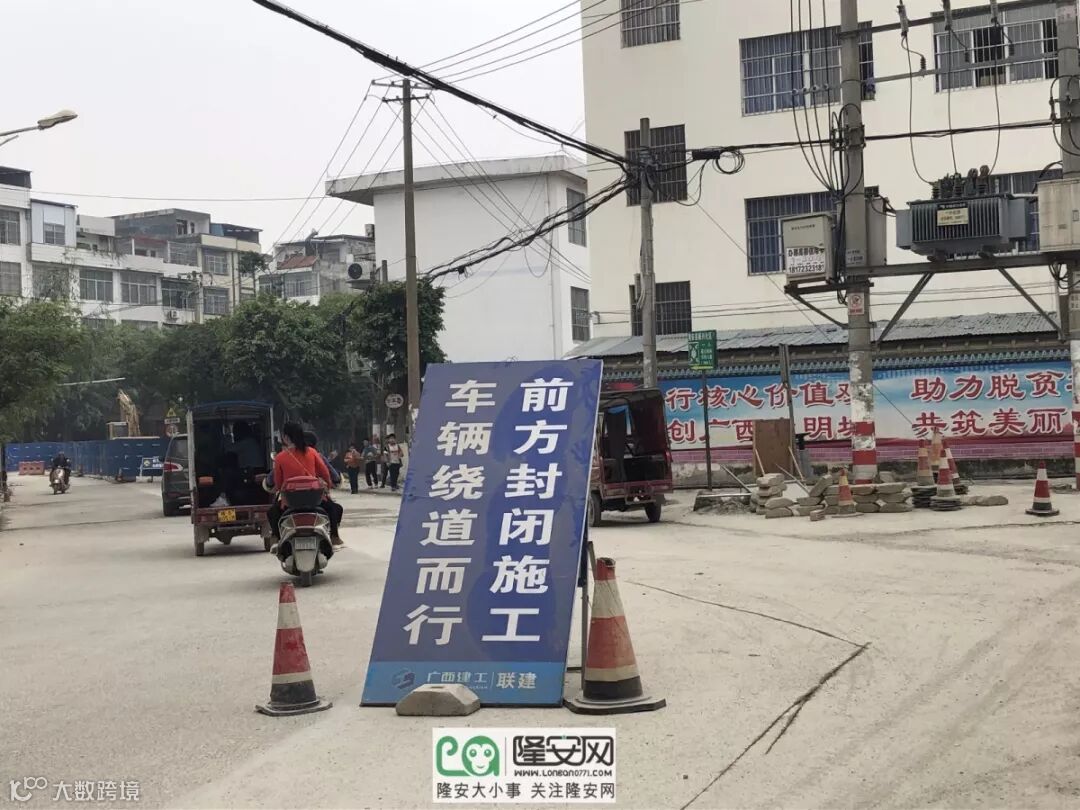 前方封闭施工
车辆绕道而行
广西建工
联建
行核心价值观
助力脱贫
创广西
明城
共筑美丽
18172232318
隆安网
WWW.LONGAN0771.COM
隆安大小事 关注隆安网
大数跨境